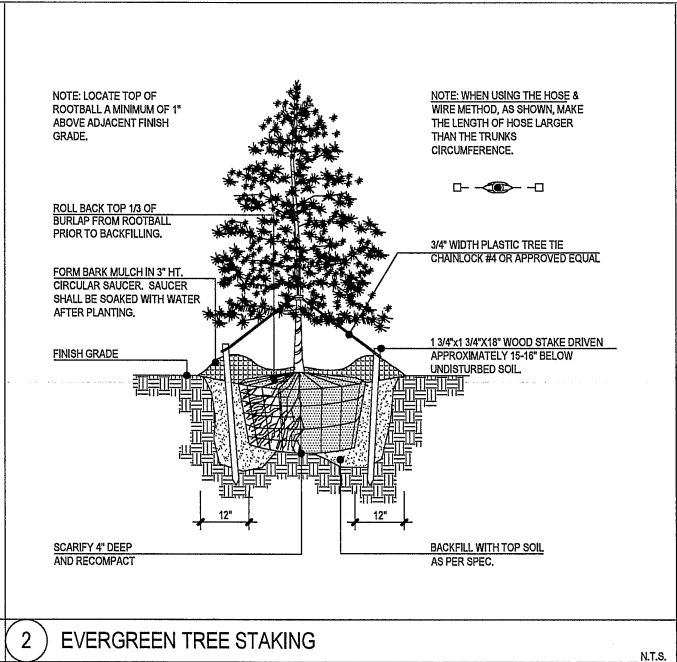 NOTE: LOCATE TOP OF
ROOTBALL A MINIMUM OF 1"
ABOVE ADJACENT FINISH
GRADE.
NOTE: WHEN USING THE HOSE &
WIRE METHOD, AS SHOWN, MAKE
THE LENGTH OF HOSE LARGER
THAN THE TRUNKS
CIRCUMFERENCE.
ROLL BACK TOP 1/3 OF
BURLAP FROM ROOTBALL
PRIOR TO BACKFILLING.
3/4" WIDTH PLASTIC TREE TIE
CHAINLOCK #4 OR APPROVED EQUAL
FORM BARK MULCH IN 3" HT.
CIRCULAR SAUCER. SAUCER
SHALL BE SOAKED WITH WATER
AFTER PLANTING.
1 3/4"x1 3/4"X18" WOOD STAKE DRIVEN
APPROXIMATELY 15-16" BELOW
UNDISTURBED SOIL.
FINISH GRADE
12"
12"
SCARIFY 4" DEEP
AND RECOMPACT
BACKFILL WITH TOP SOIL
AS PER SPEC.
2 EVERGREEN TREE STAKING
N.T.S.